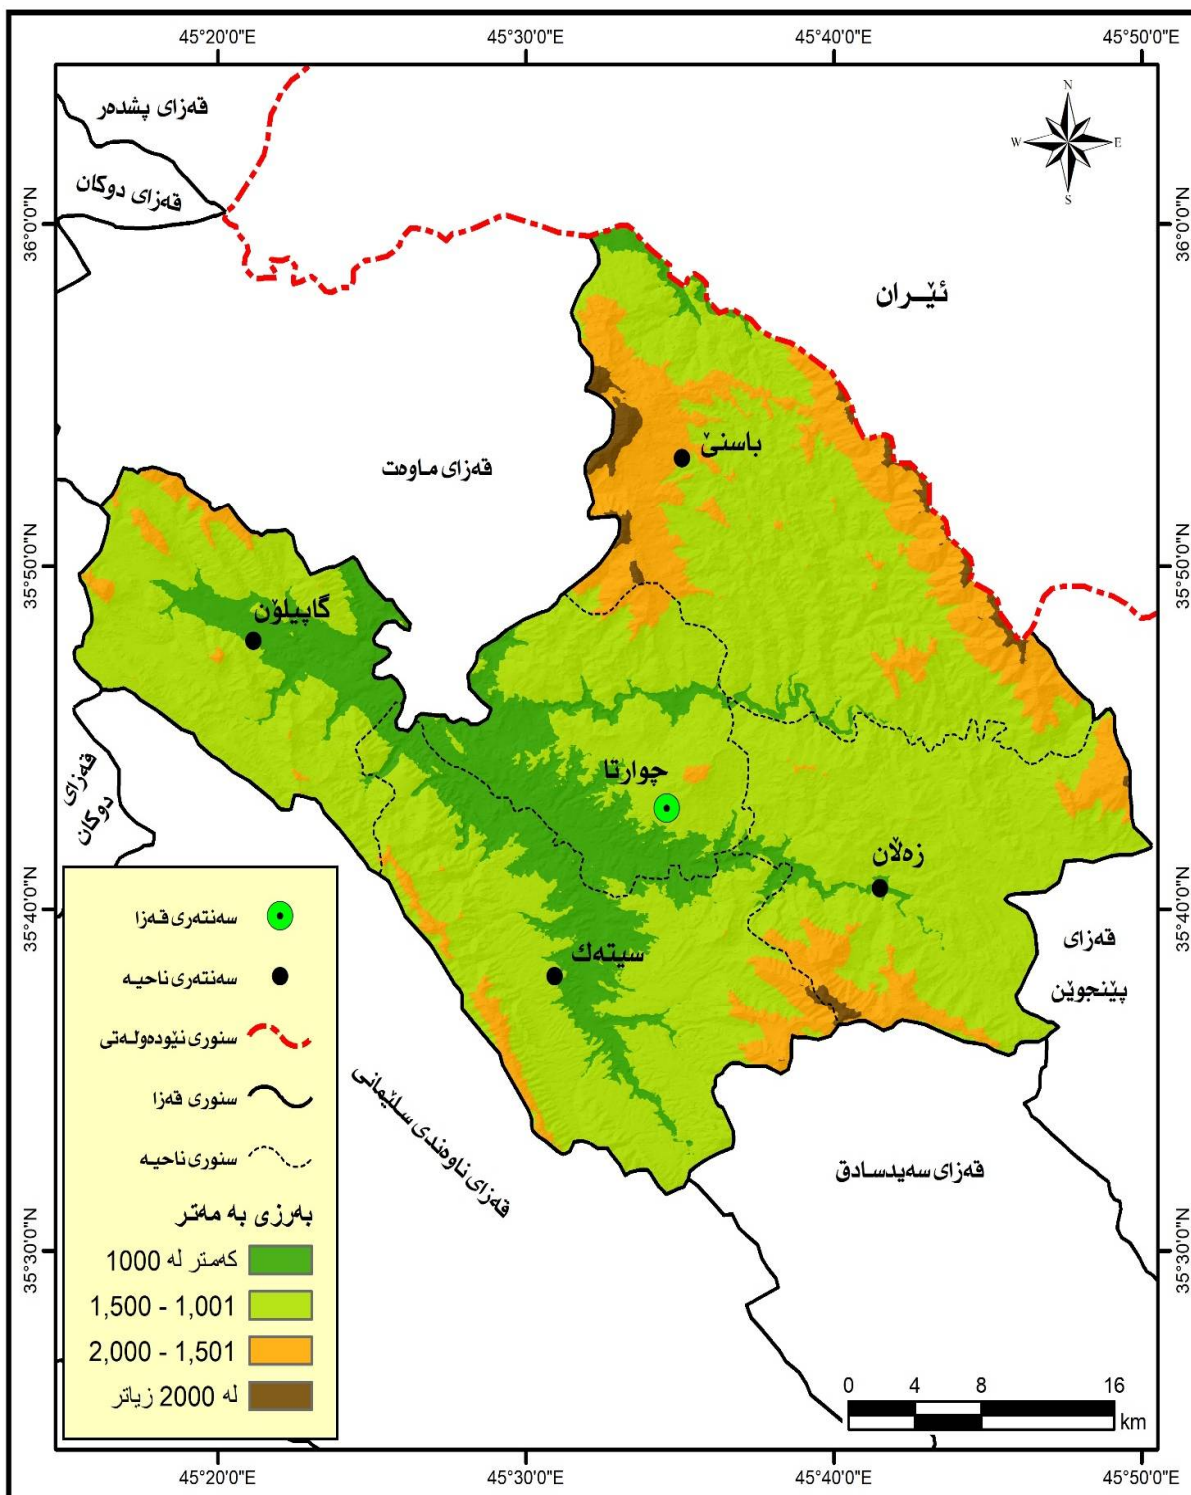 45°20'0"E 45°30'0"E 45°40'0"E 45°50'0"E
قەزای پشدەر
قەزای دوکان
N
W E
S
36°0'0"N 36°0'0"N
ئێــران
باسنێ
قەزای ماوەت
35°50'0"N 35°50'0"N
گاپیلۆن
چوارتا
قەزای
دوکان
زەڵان
35°40'0"N 35°40'0"N
سیتەك
قەزای
پێنجوێن
قەزای ناوەندی سلێمانی
قەزای سەیدسادق
35°30'0"N 35°30'0"N
سەنتەری قەزا
سەنتەری ناحیە
سنوری نێودەولەتی
سنوری قەزا
سنوری ناحیە
بەرزی بە مەتر
کەمتر لە 1000
1,500 - 1,001
2,000 - 1,501
لە 2000 زیاتر
0 4 8 16
km
45°20'0"E 45°30'0"E 45°40'0"E 45°50'0"E